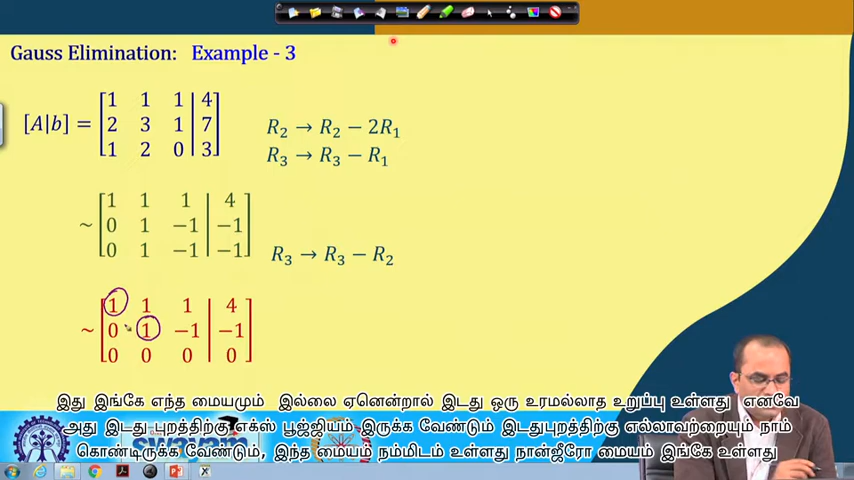 Gauss Elimination: Example - 3
[A|b] = [1 1 1 | 4
2 3 1 | 7
1 2 0 | 3]
R₂ → R₂ − 2R₁
R₃ → R₃ − R₁
~ [1 1 1 | 4
0 1 −1 | −1
0 1 −1 | −1]
R₃ → R₃ − R₂
~ [1 1 1 | 4
0 1 −1 | −1
0 0 0 | 0]
இது இங்கே எந்த மையமும் இல்லை ஏனென்றால் இடது ஒரு உரமல்லாத உறுப்பு உள்ளது எனவே
அது இடது புறத்திற்கு எக்ஸ் பூஜ்ஜியம் இருக்க வேண்டும் இடதுபுறத்திற்கு எல்லாவற்றையும் நாம்
கொண்டிருக்க வேண்டும், இந்த மையம் நம்மிடம் உள்ளது நான்ஜீரோ மையம் இங்கே உள்ளது
swayam